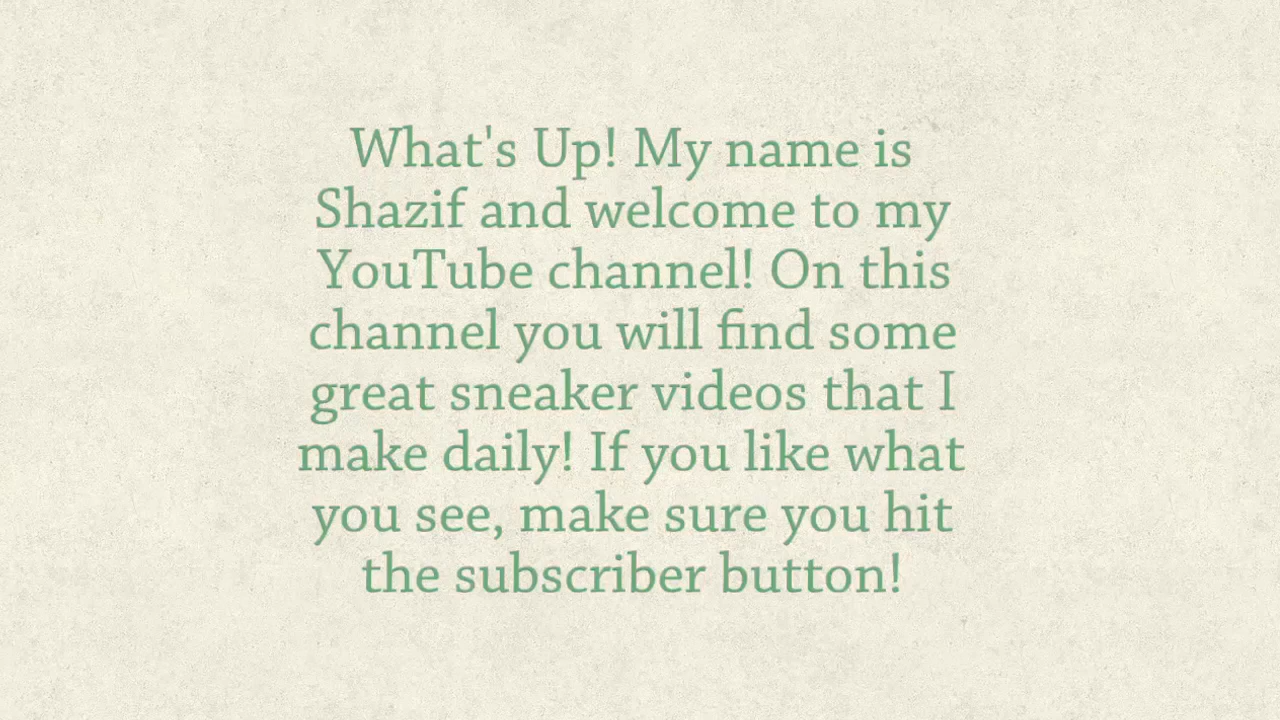 What's Up! My name is
Shazif and welcome to my
YouTube channel! On this
channel you will find some
great sneaker videos that I
make daily! If you like what
you see, make sure you hit
the subscriber button!